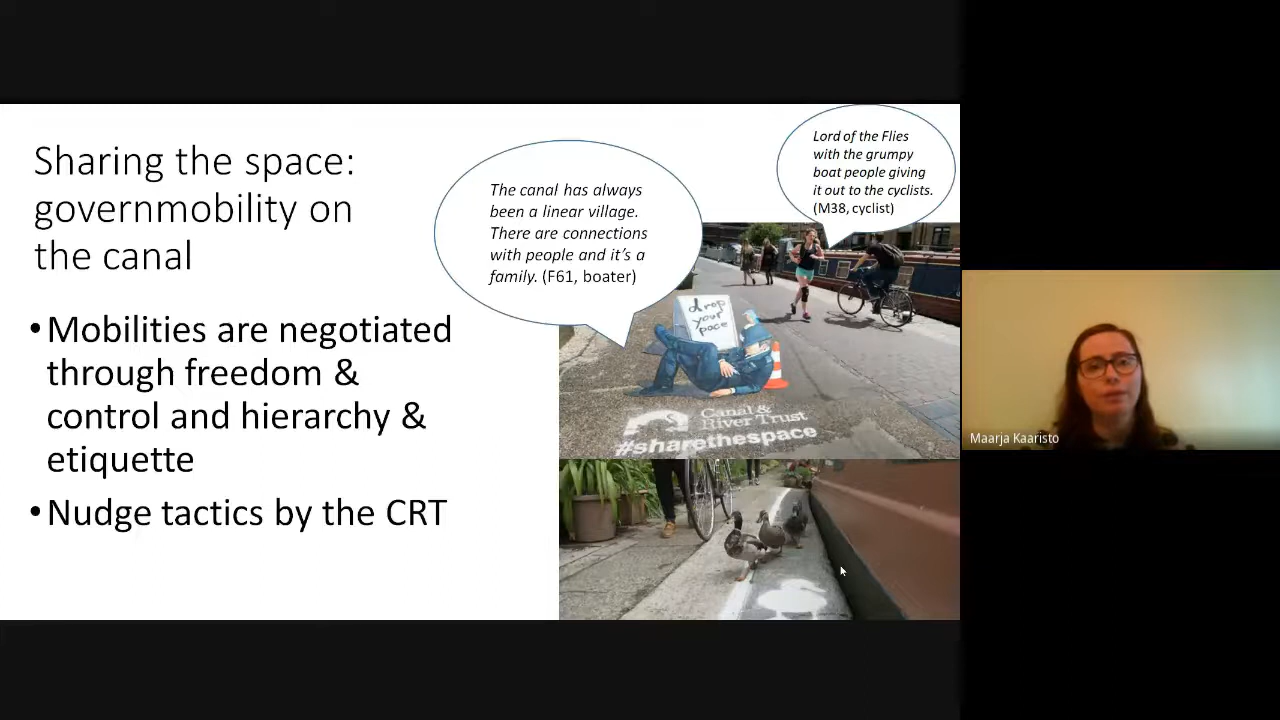 Sharing the space:
governmobility on
the canal
• Mobilities are negotiated
through freedom &
control and hierarchy &
etiquette
• Nudge tactics by the CRT
The canal has always
been a linear village.
There are connections
with people and it's a
family. (F61, boater)
Lord of the Flies
with the grumpy
boat people giving
it out to the cyclists.
(M38, cyclist)
drop
your
pace
Canal &
River Trust
#sharethespace
Maarja Kaaristo